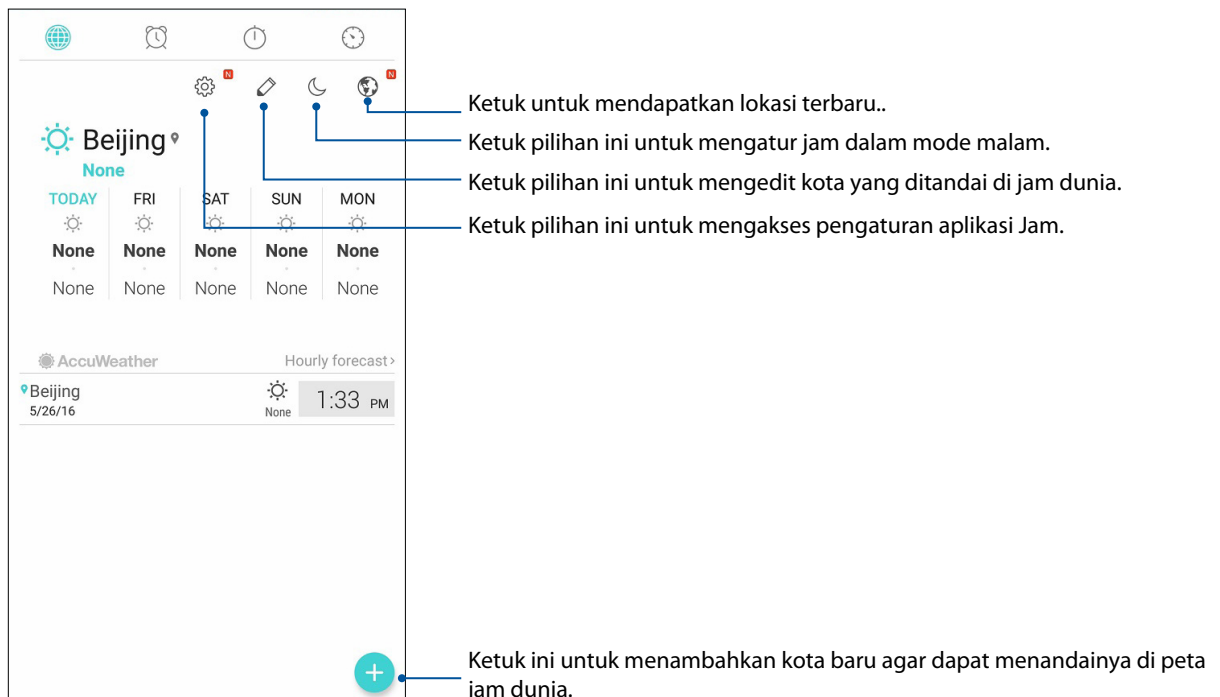 N N
Ketuk untuk mendapatkan lokasi terbaru..
Beijing
Ketuk pilihan ini untuk mengatur jam dalam mode malam.
None
Ketuk pilihan ini untuk mengedit kota yang ditandai di jam dunia.
TODAY FRI SAT SUN MON
Ketuk pilihan ini untuk mengakses pengaturan aplikasi Jam.
None None None None None
None None None None None
AccuWeather Hourly forecast>
Beijing
5/26/16 None 1:33 PM
Ketuk ini untuk menambahkan kota baru agar dapat menandainya di peta
jam dunia.